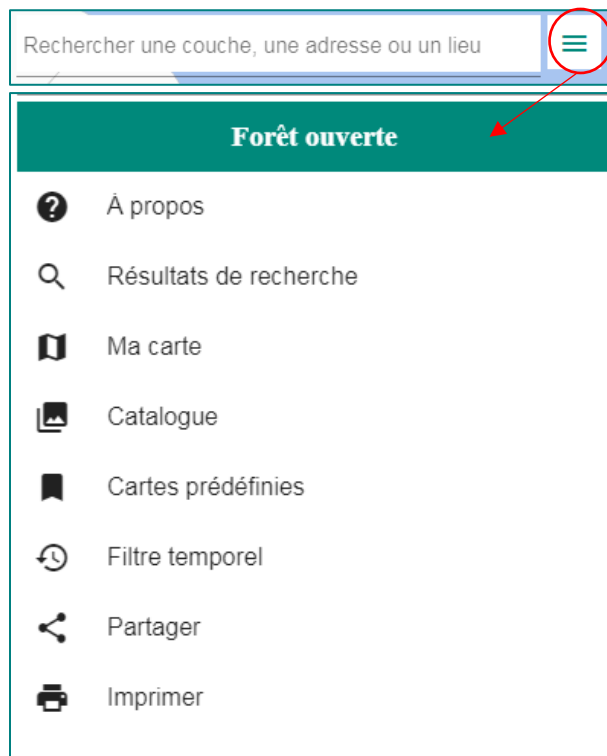 Rechercher une couche, une adresse ou un lieu
Forêt ouverte
À propos
Résultats de recherche
Ma carte
Catalogue
Cartes prédéfinies
Filtre temporel
Partager
Imprimer